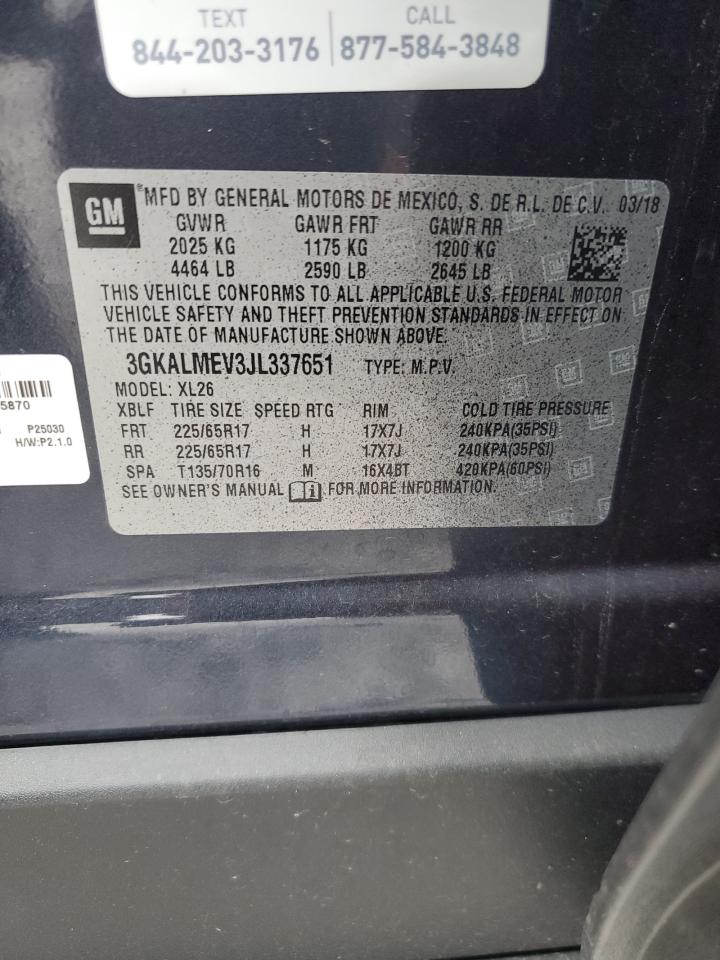 TEXT CALL
844-203-3176 877-584-3848
GM
®MFD BY GENERAL MOTORS DE MEXICO, S. DE R.L. DE C.V. 03/18
GVWR GAWR FRT GAWR RR
2025 KG 1175 KG 1200 KG
4464 LB 2590 LB 2645 LB
THIS VEHICLE CONFORMS TO ALL APPLICABLE U.S. FEDERAL MOTOR
VEHICLE SAFETY AND THEFT PREVENTION STANDARDS IN EFFECT ON
THE DATE OF MANUFACTURE SHOWN ABOVE.
3GKALMEV3JL337651 TYPE: M.P.V.
MODEL: XL26
XBLF TIRE SIZE SPEED RTG RIM COLD TIRE PRESSURE
FRT 225/65R17 H 17X7J 240KPA(35PSI)
RR 225/65R17 H 17X7J 240KPA(35PSI)
SPA T135/70R16 M 16X4BT 420KPA(60PSI)
SEE OWNER'S MANUAL FOR MORE INFORMATION.
5870
P25030
H/W:P2.1.0